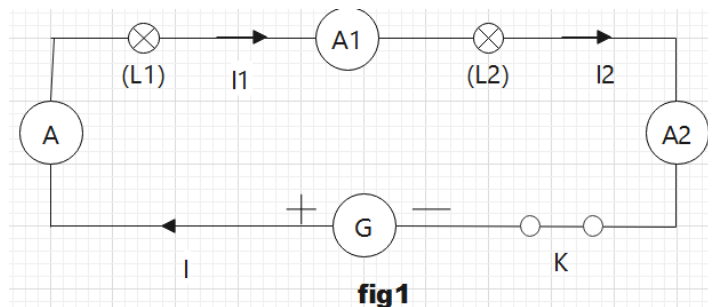 A1
(L1) (L2)
I1 I2
A A2
+ G —
I K
fig1